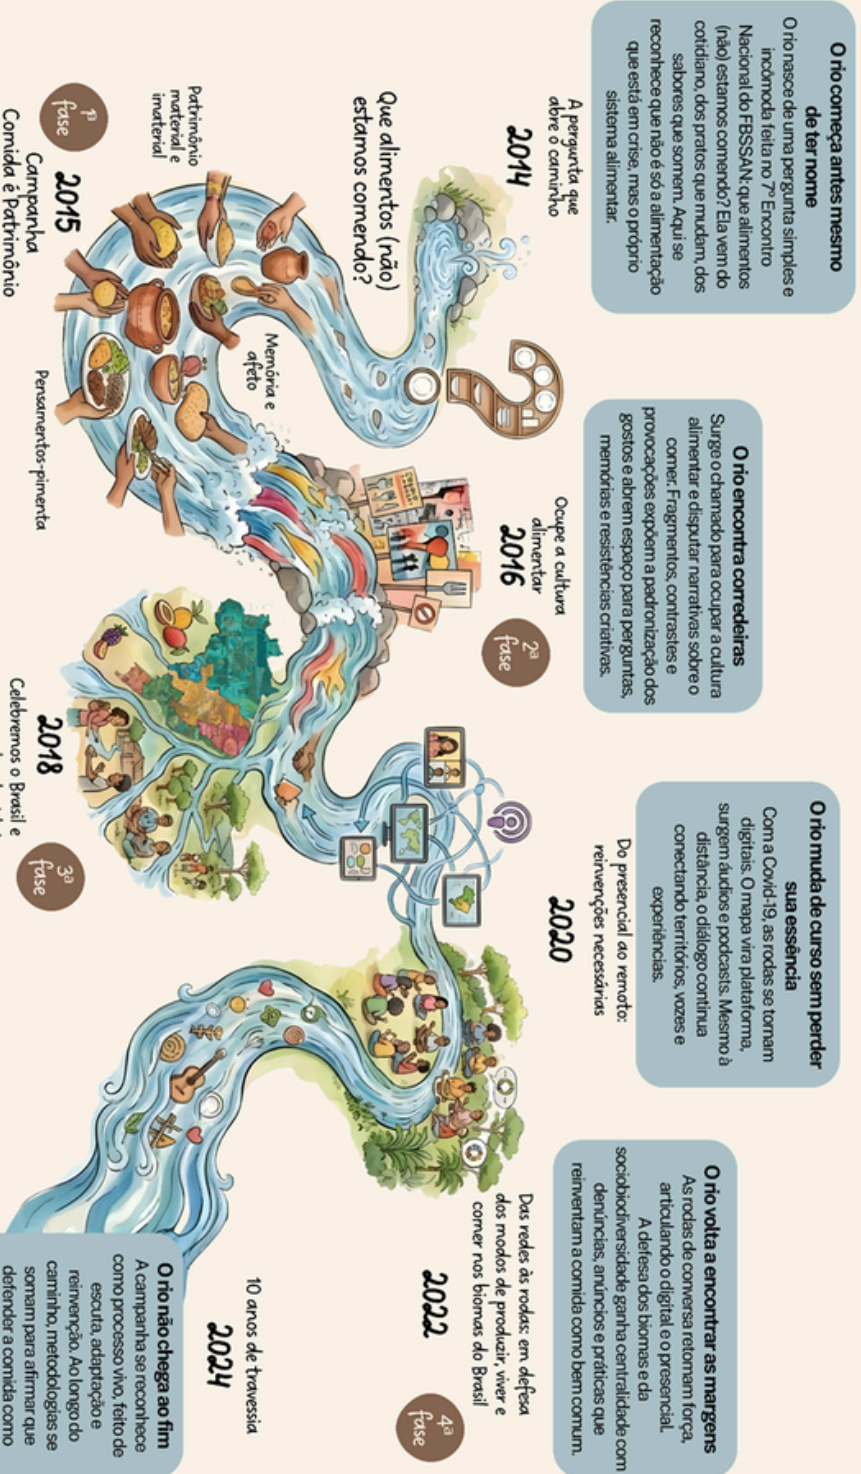 O rio começa antes mesmo
de ter nome
O rio nasce de uma pergunta simples e
incômoda feita no 7º Encontro
Nacional do FBSSAN: que alimentos
(não) estamos comendo? Ela vem do
cotidiano, dos pratos que mudam, dos
sabores que somem. Aqui se
reconhece que não é só a alimentação
que está em crise, mas o próprio
sistema alimentar.
A pergunta que
abre o caminho
2014
Que alimentos (não)
estamos comendo?
Patrimônio
material e
imaterial
Memória e
afeto
1ª
fase
2015
Campanha
Comida é Patrimônio
Pensamentos-pimenta
O rio encontra corredeiras
Surge o chamado para ocupar a cultura
alimentar e disputar narrativas sobre o
comer. Fragmentos, contrastes e
provocações expõem a padronização dos
gostos e abrem espaço para perguntas,
memórias e resistências criativas.
Ocupe a cultura
alimentar
2016
2ª
fase
2018
Celebremos o Brasil e
3ª
fase
O rio muda de curso sem perder
sua essência
Com a Covid-19, as rodas se tornam
digitais. O mapa vira plataforma,
surgem áudios e podcasts. Mesmo à
distância, o diálogo continua
conectando territórios, vozes e
experiências.
Do presencial ao remoto:
reinvenções necessárias
2020
O rio volta a encontrar as margens
As rodas de conversa retomam força,
articulando o digital e o presencial.
A defesa dos biomas e da
sociobiodiversidade ganha centralidade com
denúncias, anúncios e práticas que
reinventam a comida como bem comum.
Das redes às rodas: em defesa
dos modos de produzir, viver e
comer nos biomas do Brasil
2022
4ª
fase
10 anos de travessia
2024
O rio não chega ao fim
A campanha se reconhece
como processo vivo, feito de
escuta, adaptação e
reinvenção. Ao longo do
caminho, metodologias se
somam para afirmar que
defender a comida como